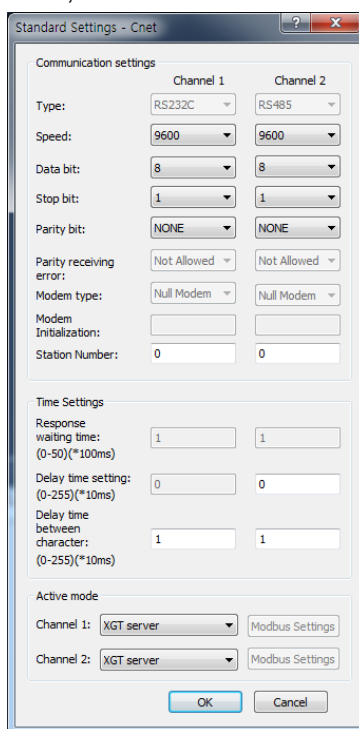 Standard Settings - Cnet
Communication settings
Channel 1 Channel 2
Type: RS232C RS485
Speed: 9600 9600
Data bit: 8 8
Stop bit: 1 1
Parity bit: NONE NONE
Parity receiving
error: Not Allowed Not Allowed
Modem type: Null Modem Null Modem
Modem
Initialization:
Station Number: 0 0
Time Settings
Response
waiting time: 1 1
(0-50)(*100ms)
Delay time setting: 0 0
(0-255)(*10ms)
Delay time
between
character: 1 1
(0-255)(*10ms)
Active mode
Channel 1: XGT server Modbus Settings
Channel 2: XGT server Modbus Settings
OK Cancel